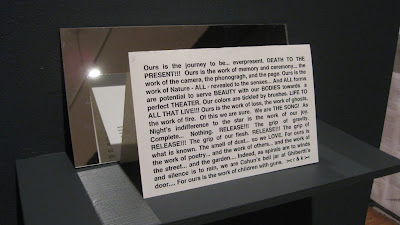 Ours is the journey to be... everpresent. DEATH TO THE
PRESENT!!! Ours is the work of memory and ceremony... the
work of the camera, the phonograph, and the page. Ours is the
work of Nature - ALL - revealed to the senses... And ALL forms
are potential to serve BEAUTY with our BODIES towards a
perfect THEATER. Our colors are tickled by brushes. LIFE TO
ALL THAT LIVE!!! Ours is the work of loss, the work of ghosts,
the work of fire. Of this we are sure. We are THE SONG! As
Night's indifference to the star is the work of our joy.
Complete... Nothing. RELEASE!!! The grip of gravity.
RELEASE!!! The grip of our flesh. RELEASE!!! The grip of
what is known. The smell of dust... so we LOVE. For ours is
the work of poetry... and the work of others... and the work of
the street... and the garden.... Indeed, as spirals are to winds
and silence is to rain, we are Cahun's bell jar at Ghiberti's
door.... For ours is the work of children with guns.